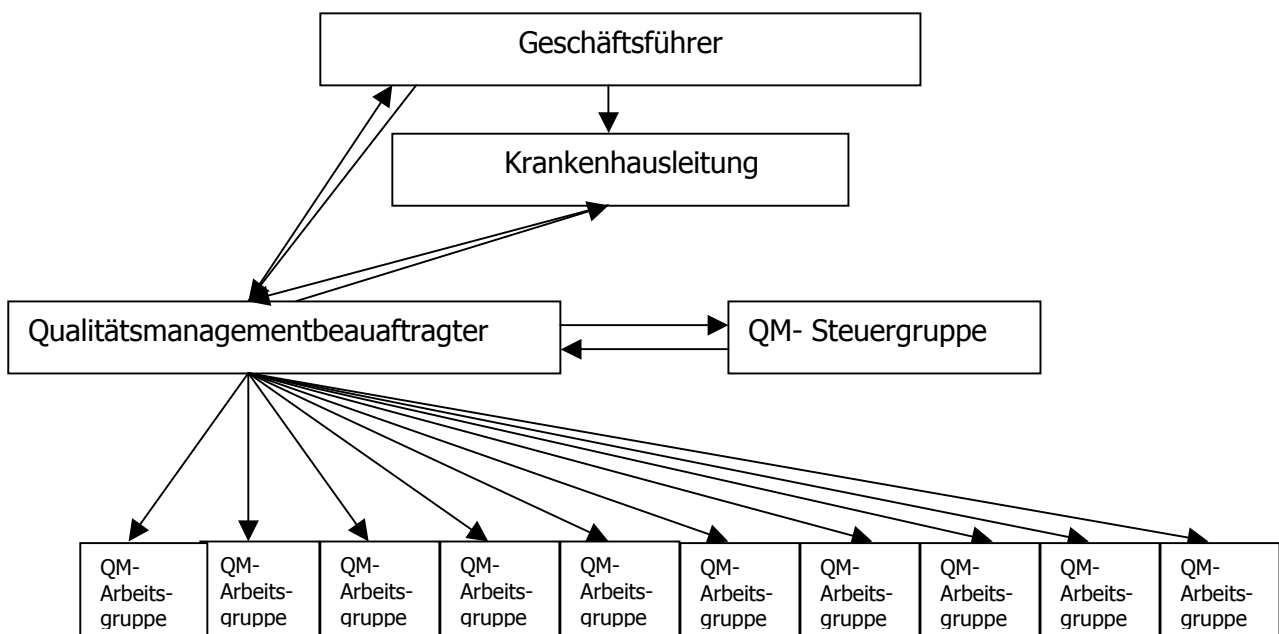 Geschäftsführer
Krankenhausleitung
Qualitätsmanagementbeauaftragter
QM- Steuergruppe
QM-
Arbeits-
gruppe
QM-
Arbeits-
gruppe
QM-
Arbeits-
gruppe
QM-
Arbeits-
gruppe
QM-
Arbeits-
gruppe
QM-
Arbeits-
gruppe
QM-
Arbeits-
gruppe
QM-
Arbeits-
gruppe
QM-
Arbeits-
gruppe
QM-
Arbeits-
gruppe